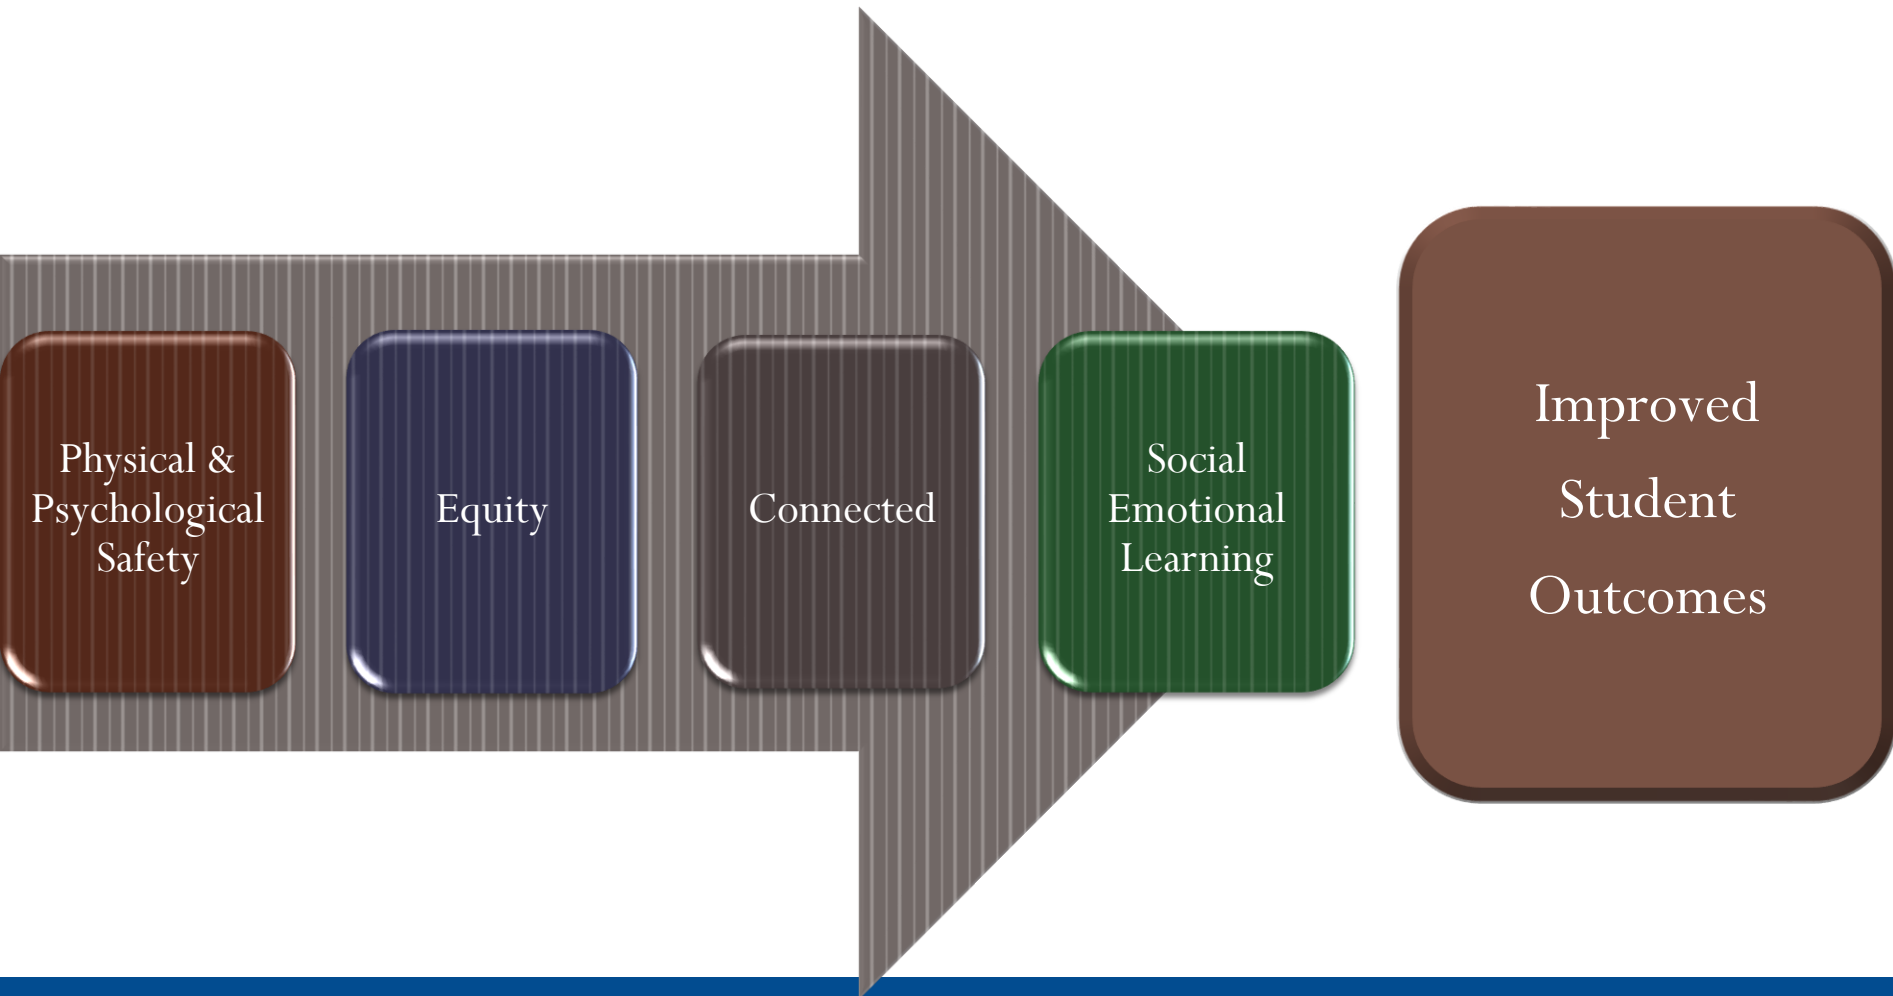 Physical &
Psychological
Safety
Equity
Connected
Social
Emotional
Learning
Improved
Student
Outcomes